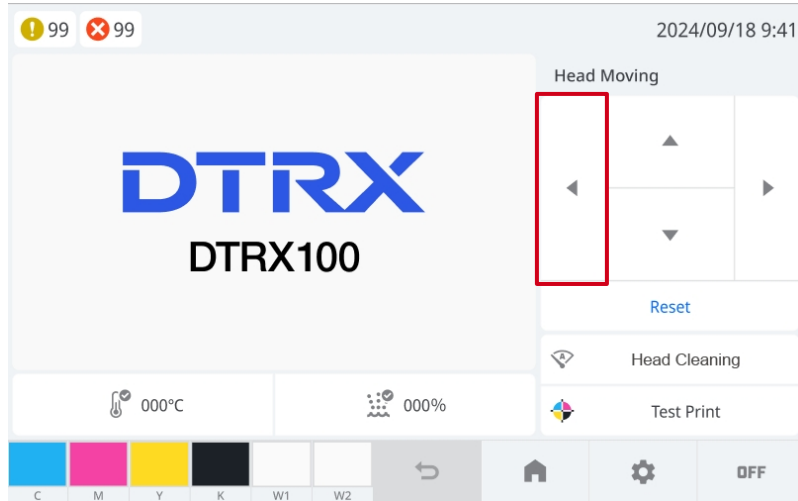 99 99 2024/09/18 9:41
Head Moving
DTRX
DTRX100
Reset
Head Cleaning
Test Print
000°C 000%
C M Y K W1 W2
OFF